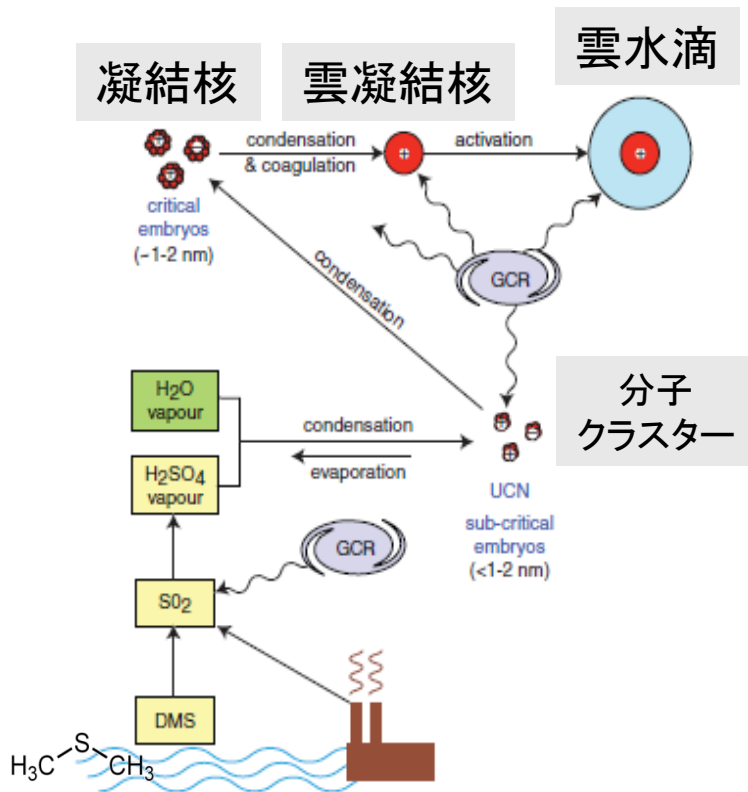 凝結核
雲凝結核
雲水滴
condensation
& coagulation
activation
critical
embryos
(~1-2 nm)
GCR
condensation
H2O
vapour
分子
クラスター
condensation
evaporation
H2SO4
vapour
UCN
sub-critical
embryos
(<1-2 nm)
GCR
SO2
DMS
S
H3C
CH3